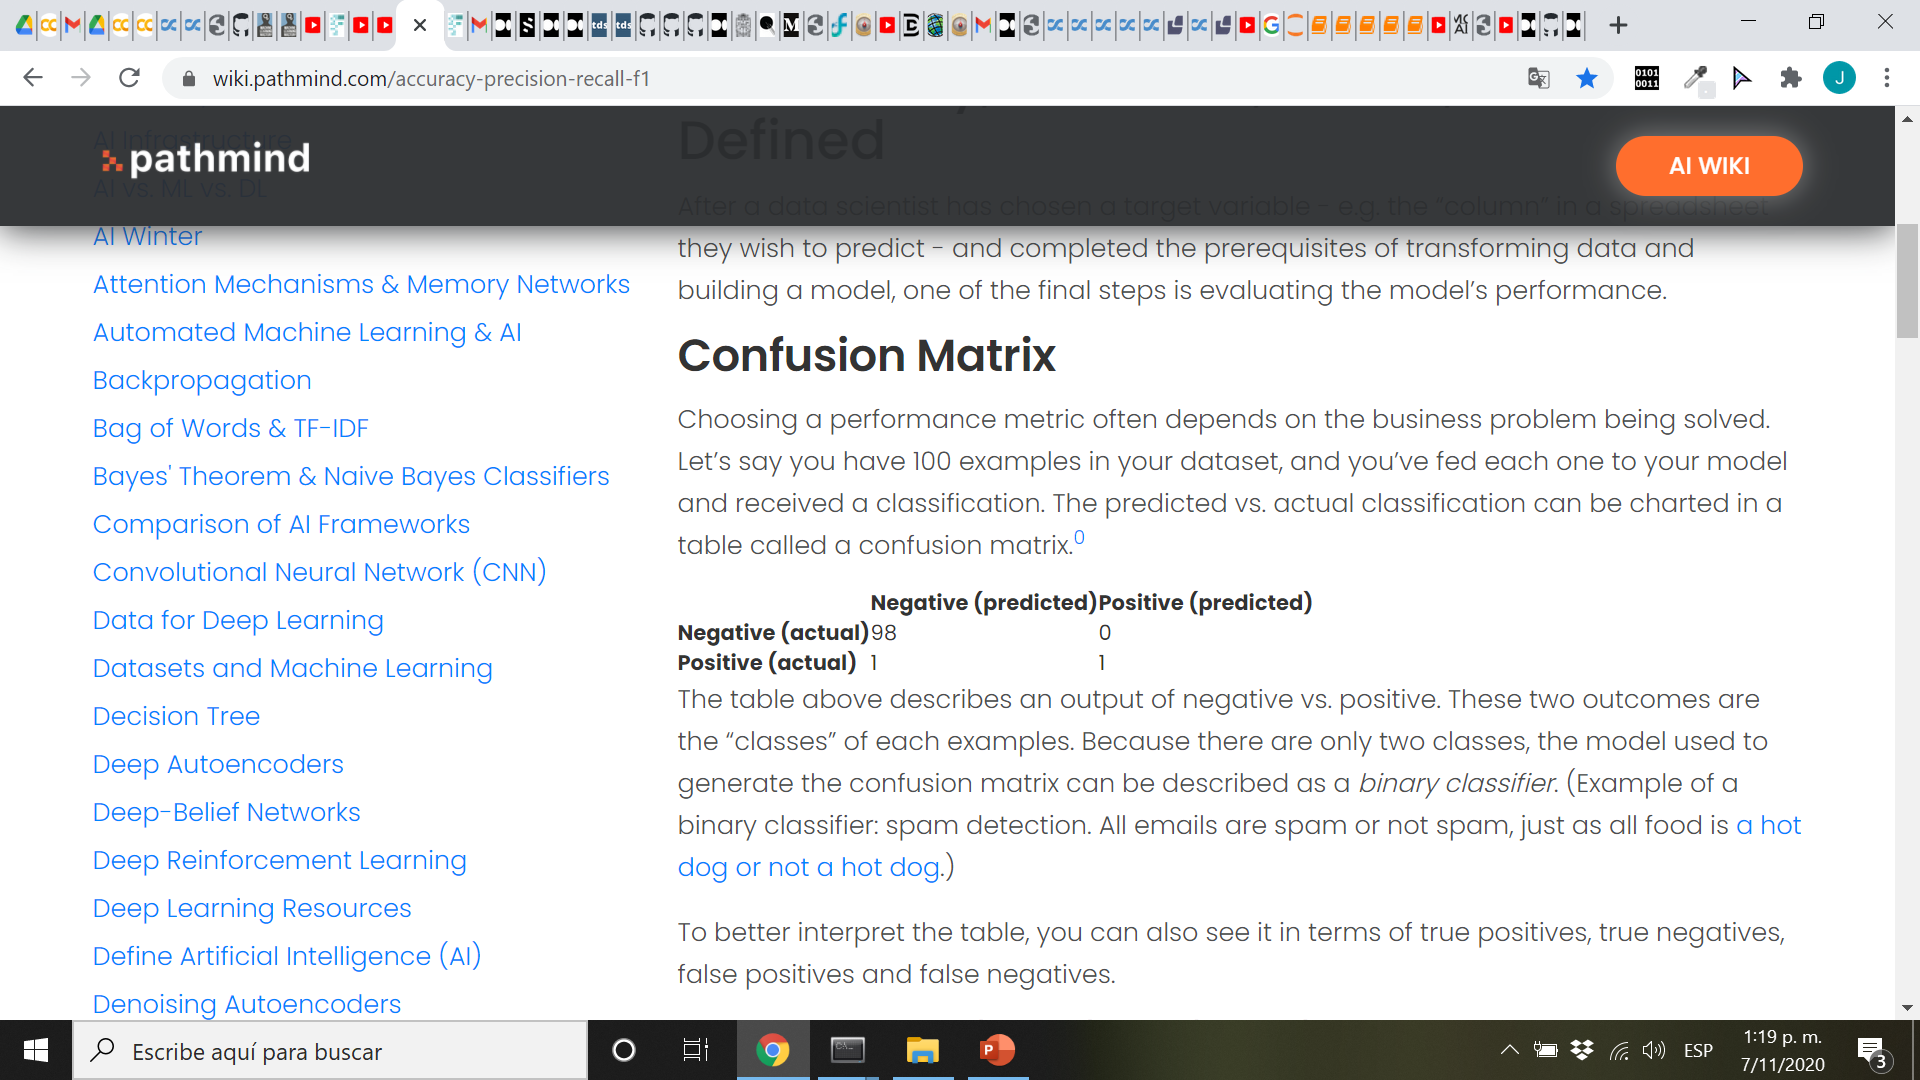 wiki.pathmind.com/accuracy-precision-recall-f1
0101
0011
J
pathmind
AI WIKI
AI Infrastructure
AI vs. ML vs. DL
AI Winter
Attention Mechanisms & Memory Networks
Automated Machine Learning & AI
Backpropagation
Bag of Words & TF-IDF
Bayes' Theorem & Naive Bayes Classifiers
Comparison of AI Frameworks
Convolutional Neural Network (CNN)
Data for Deep Learning
Datasets and Machine Learning
Decision Tree
Deep Autoencoders
Deep-Belief Networks
Deep Reinforcement Learning
Deep Learning Resources
Define Artificial Intelligence (AI)
Denoising Autoencoders
Defined
After a data scientist has chosen a target variable - e.g. the “column” in a spreadsheet
they wish to predict - and completed the prerequisites of transforming data and
building a model, one of the final steps is evaluating the model’s performance.
Confusion Matrix
Choosing a performance metric often depends on the business problem being solved.
Let’s say you have 100 examples in your dataset, and you’ve fed each one to your model
and received a classification. The predicted vs. actual classification can be charted in a
table called a confusion matrix.0
Negative (predicted) Positive (predicted)
Negative (actual) 98 0
Positive (actual) 1 1
The table above describes an output of negative vs. positive. These two outcomes are
the “classes” of each examples. Because there are only two classes, the model used to
generate the confusion matrix can be described as a binary classifier. (Example of a
binary classifier: spam detection. All emails are spam or not spam, just as all food is a hot
dog or not a hot dog.)
To better interpret the table, you can also see it in terms of true positives, true negatives,
false positives and false negatives.
Escribe aquí para buscar
ESP
1:19 p. m.
7/11/2020
3